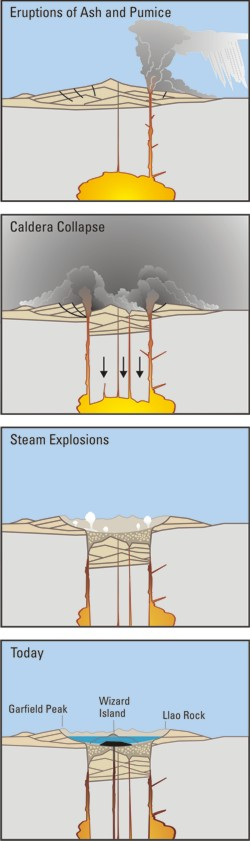 Eruptions of Ash and Pumice
Caldera Collapse
Steam Explosions
Today
Garfield Peak
Wizard
Island
Llao Rock